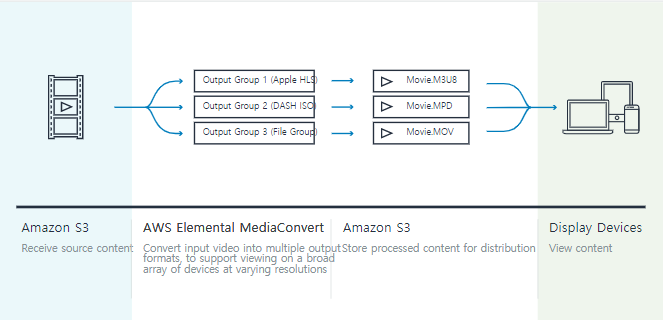 Output Group 1 (Apple HLS)
Movie.M3U8
Output Group 2 (DASH ISO)
Movie.MPD
Output Group 3 (File Group)
Movie.MOV
Amazon S3
Receive source content
AWS Elemental MediaConvert
Convert input video into multiple output
formats, to support viewing on a broad
array of devices at varying resolutions
Amazon S3
Store processed content for distribution
Display Devices
View content